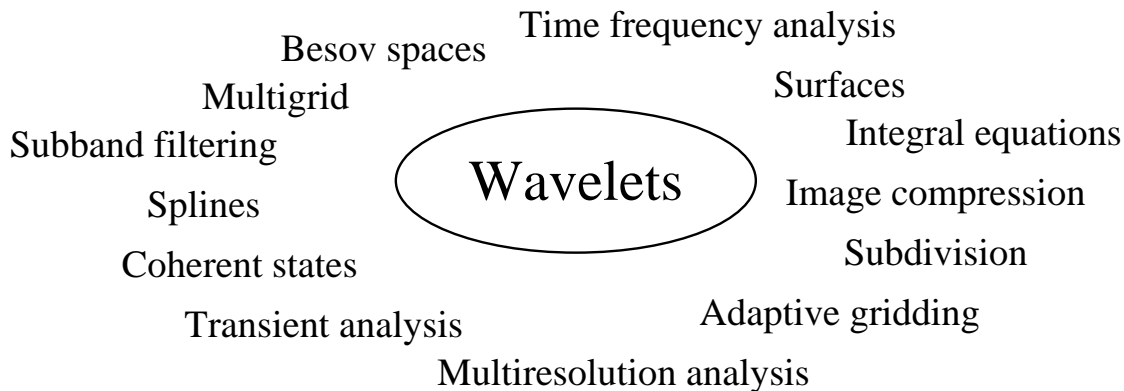 Time frequency analysis
Besov spaces
Surfaces
Multigrid
Integral equations
Subband filtering
Wavelets
Image compression
Splines
Subdivision
Coherent states
Adaptive gridding
Transient analysis
Multiresolution analysis